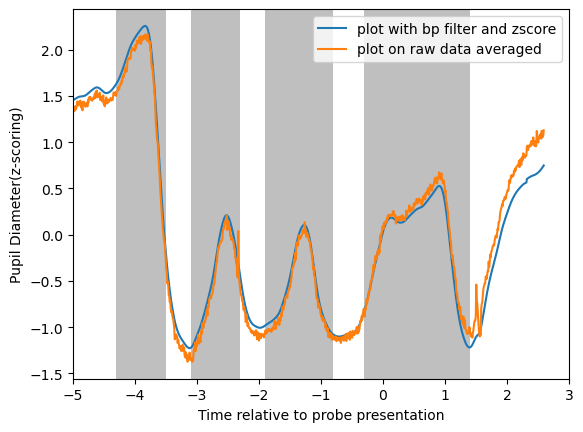 plot with bp filter and zscore
plot on raw data averaged
Pupil Diameter(z-scoring)
2.0
1.5
1.0
0.5
0.0
−0.5
−1.0
−1.5
−5 −4 −3 −2 −1 0 1 2 3
Time relative to probe presentation